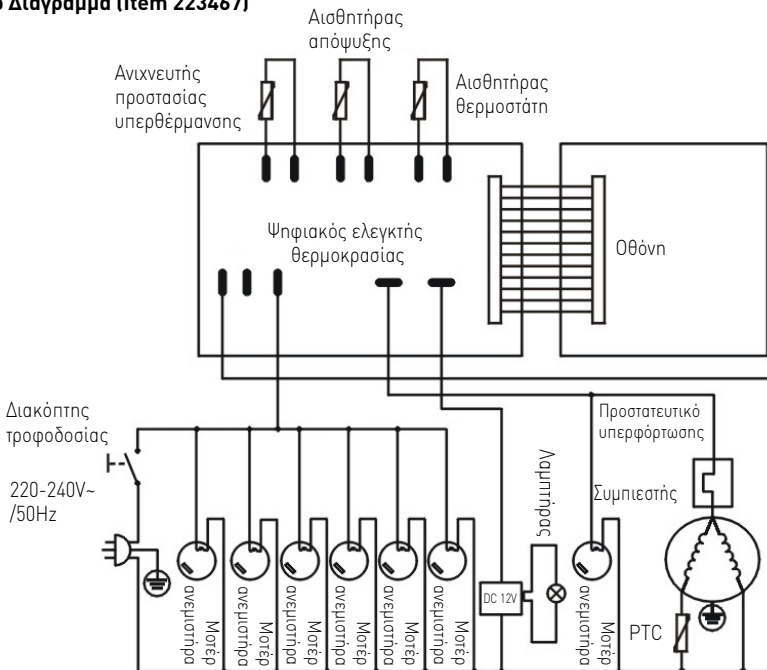 Διάγραμμα (Item 223467)
Αισθητήρας
απόψυξης
Ανιχνευτής
προστασίας
υπερθέρμανσης
Αισθητήρας
θερμοστάτη
Ψηφιακός ελεγκτής
θερμοκρασίας
Οθόνη
Διακόπτης
τροφοδοσίας
220-240V~
/50Hz
Προστατευτικό
υπερφόρτωσης
Συμπιεστής
Λαμπτήρας
DC 12V
PTC
Μοτέρ
ανεμιστήρα
Μοτέρ
ανεμιστήρα
Μοτέρ
ανεμιστήρα
Μοτέρ
ανεμιστήρα
Μοτέρ
ανεμιστήρα
Μοτέρ
ανεμιστήρα
Μοτέρ
ανεμιστήρα